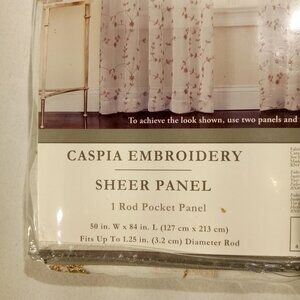 To achieve the look shown, use two panels and
CASPIA EMBROIDERY
SHEER PANEL
1 Rod Pocket Panel
50 in. W x 84 in. L (127 cm x 213 cm)
Fits Up To 1.25 in. (3.2 cm) Diameter Rod